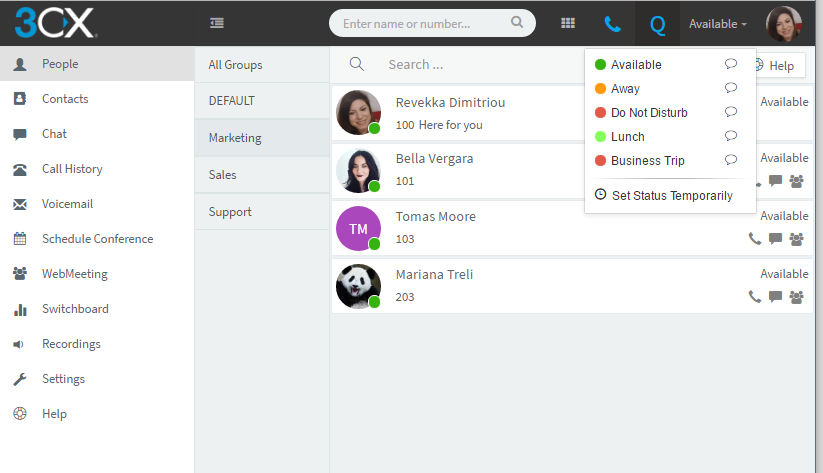 3CX
Enter name or number...
Q
Available
People
Contacts
Chat
Call History
Voicemail
Schedule Conference
WebMeeting
Switchboard
Recordings
Settings
Help
All Groups
DEFAULT
Marketing
Sales
Support
Search ...
Help
Revekka Dimitriou
Available
100 Here for you
Bella Vergara
Available
101
TM
Tomas Moore
Available
103
Mariana Treli
Available
203
Available
Away
Do Not Disturb
Lunch
Business Trip
Set Status Temporarily